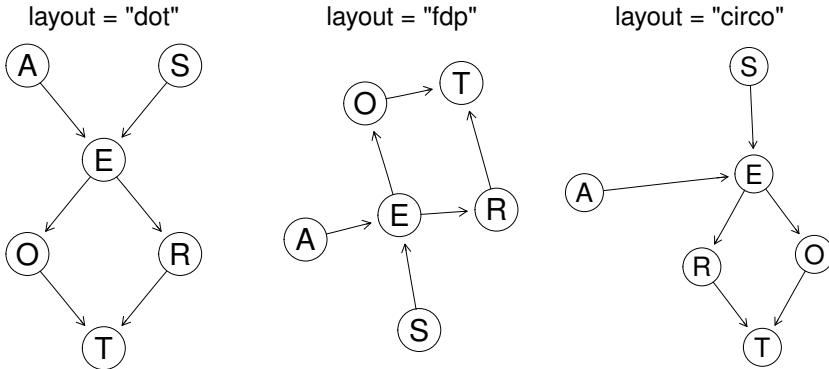 layout = "dot"
A
S
E
O
R
T
layout = "fdp"
O
T
A
E
R
S
layout = "circo"
S
A
E
R
O
T